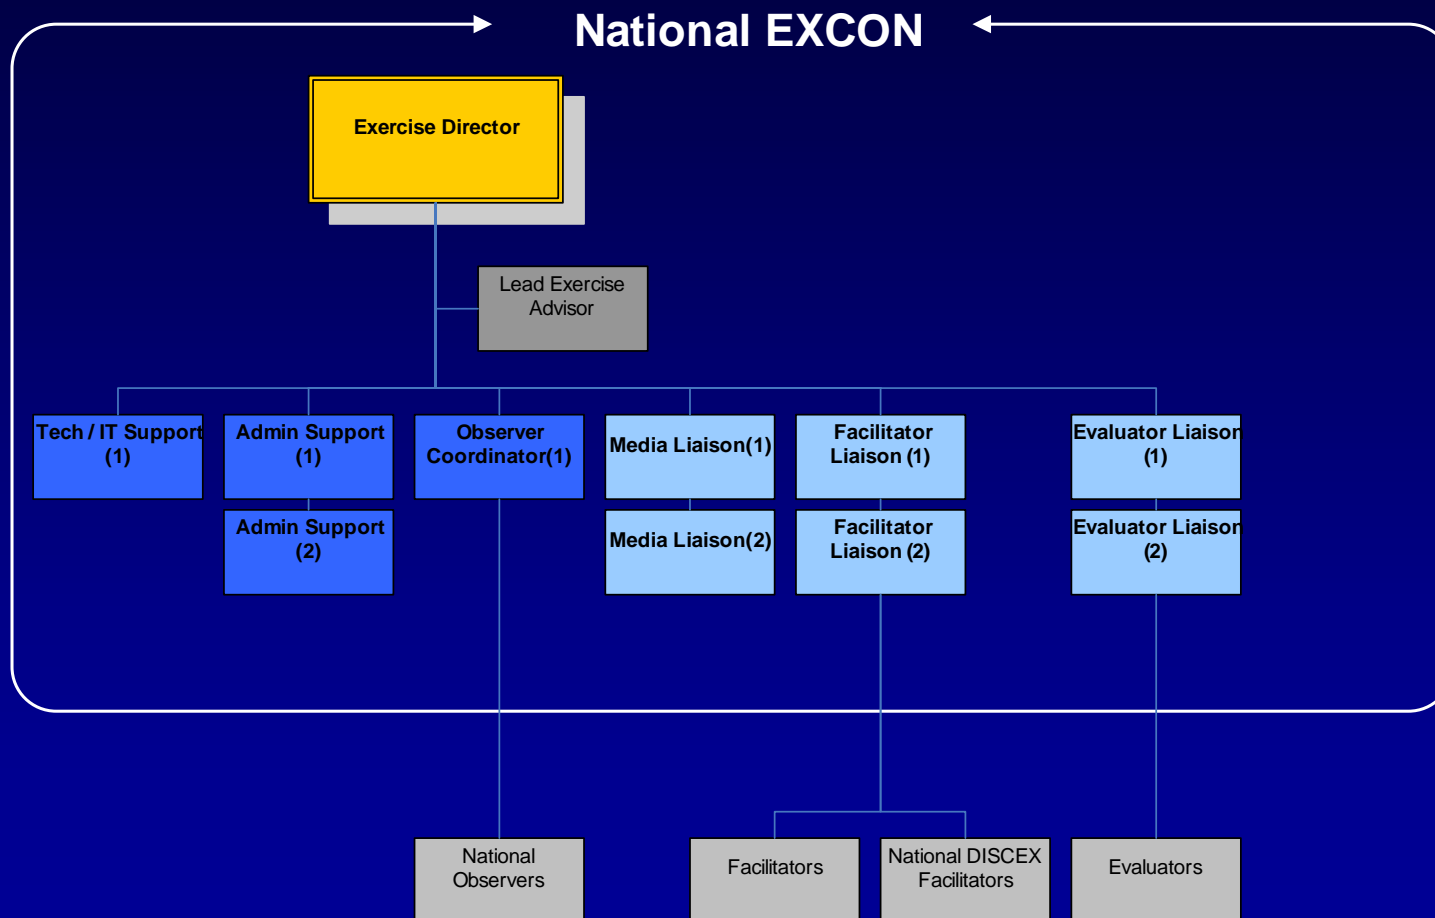 National EXCON
Exercise Director
Lead Exercise
Advisor
Tech / IT Support
(1)
Admin Support
(1)
Observer
Coordinator(1)
Media Liaison(1)
Facilitator
Liaison (1)
Evaluator Liaison
(1)
Admin Support
(2)
Media Liaison(2)
Facilitator
Liaison (2)
Evaluator Liaison
(2)
National
Observers
Facilitators
National DISCEX
Facilitators
Evaluators